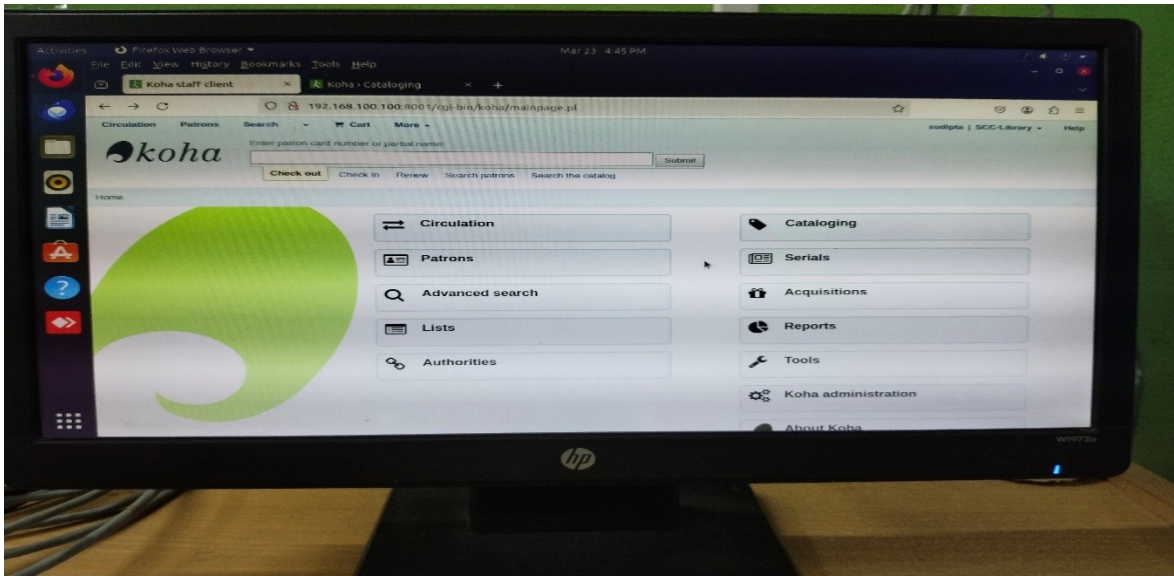 Activities Firefox Web Browser Mar 23 4:45 PM
File Edit View History Bookmarks Tools Help
Koha staff client × Koha › Cataloging × +
192.168.100.100:8001/cgi-bin/koha/mainpage.pl
Circulation Patrons Search Cart More sudipta | SCC-Library Help
koha
Enter patron card number or partial name:
Submit
Check out Check in Renew Search patrons Search the catalog
Home
Circulation Cataloging
Patrons Serials
Advanced search Acquisitions
Lists Reports
Authorities Tools
Koha administration
About Koha
hp